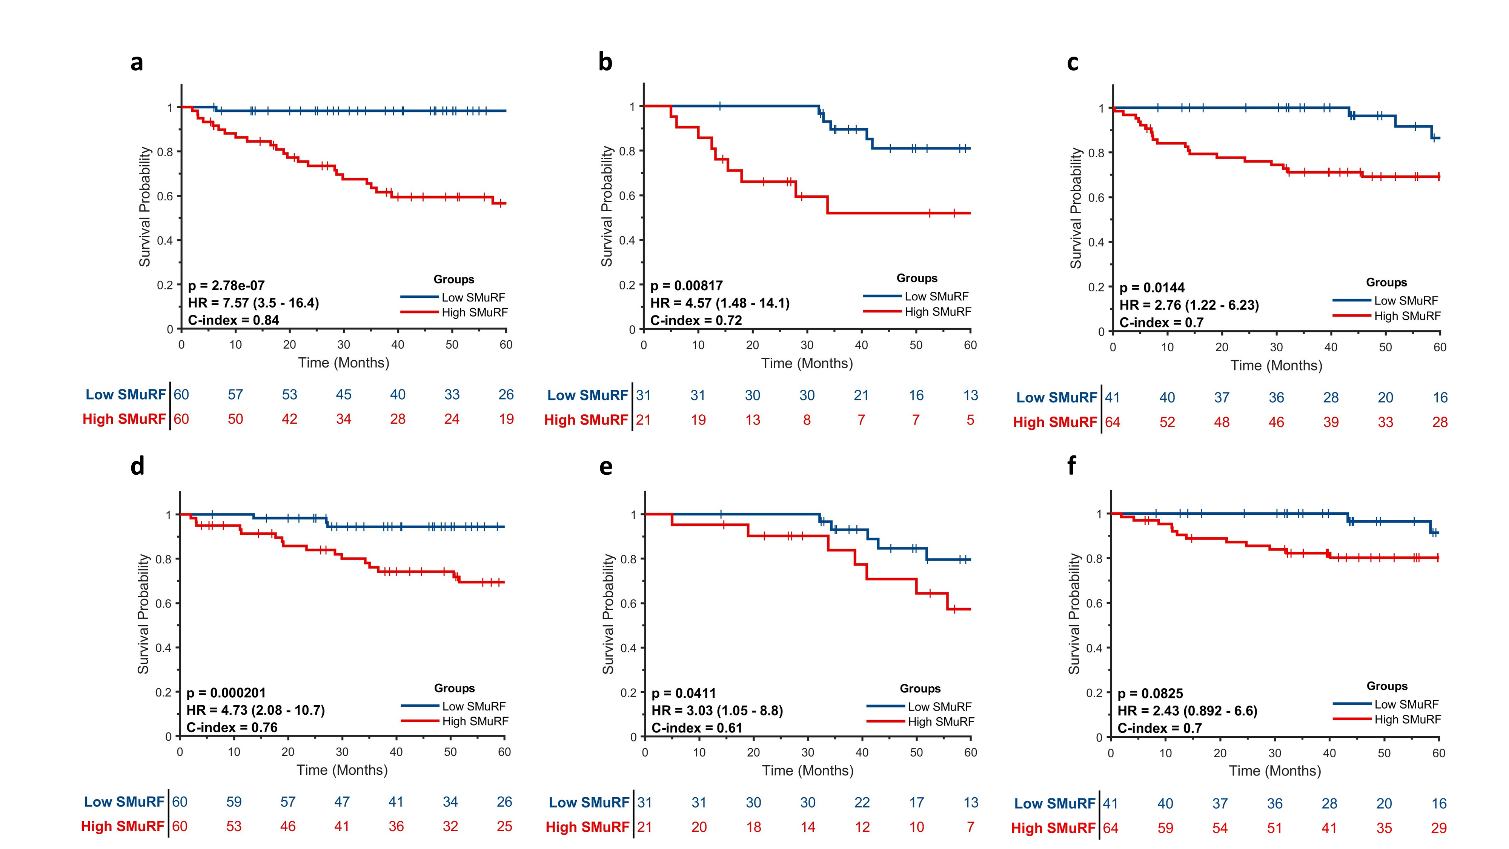 a
Survival Probability
1
0.8
0.6
0.4
0.2
0
p = 2.78e-07
HR = 7.57 (3.5 - 16.4)
C-index = 0.84
Groups
Low SMuRF
High SMuRF
0 10 20 30 40 50 60
Time (Months)
Low SMuRF 60 57 53 45 40 33 26
High SMuRF 60 50 42 34 28 24 19
b
Survival Probability
1
0.8
0.6
0.4
0.2
0
p = 0.00817
HR = 4.57 (1.48 - 14.1)
C-index = 0.72
Groups
Low SMuRF
High SMuRF
0 10 20 30 40 50 60
Time (Months)
Low SMuRF 31 31 30 30 21 16 13
High SMuRF 21 19 13 8 7 7 5
c
Survival Probability
1
0.8
0.6
0.4
0.2
0
p = 0.0144
HR = 2.76 (1.22 - 6.23)
C-index = 0.7
Groups
Low SMuRF
High SMuRF
0 10 20 30 40 50 60
Time (Months)
Low SMuRF 41 40 37 36 28 20 16
High SMuRF 64 52 48 46 39 33 28
d
Survival Probability
1
0.8
0.6
0.4
0.2
0
p = 0.000201
HR = 4.73 (2.08 - 10.7)
C-index = 0.76
Groups
Low SMuRF
High SMuRF
0 10 20 30 40 50 60
Time (Months)
Low SMuRF 60 59 57 47 41 34 26
High SMuRF 60 53 46 41 36 32 25
e
Survival Probability
1
0.8
0.6
0.4
0.2
0
p = 0.0411
HR = 3.03 (1.05 - 8.8)
C-index = 0.61
Groups
Low SMuRF
High SMuRF
0 10 20 30 40 50 60
Time (Months)
Low SMuRF 31 31 30 30 22 17 13
High SMuRF 21 20 18 14 12 10 7
f
Survival Probability
1
0.8
0.6
0.4
0.2
0
p = 0.0825
HR = 2.43 (0.892 - 6.6)
C-index = 0.7
Groups
Low SMuRF
High SMuRF
0 10 20 30 40 50 60
Time (Months)
Low SMuRF 41 40 37 36 28 20 16
High SMuRF 64 59 54 51 41 35 29